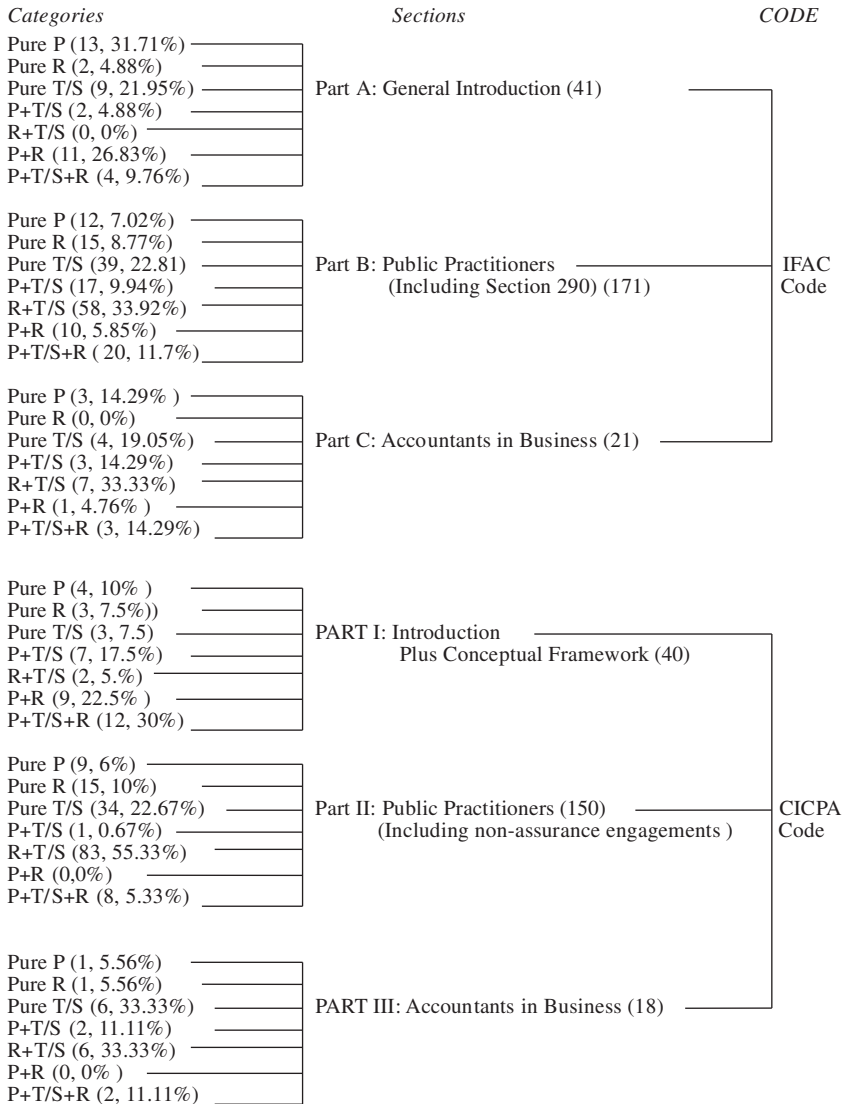 Categories Sections CODE
Pure P (13, 31.71%)
Pure R (2, 4.88%)
Pure T/S (9, 21.95%) Part A: General Introduction (41)
P+T/S (2, 4.88%)
R+T/S (0, 0%)
P+R (11, 26.83%)
P+T/S+R (4, 9.76%)
Pure P (12, 7.02%)
Pure R (15, 8.77%)
Pure T/S (39, 22.81) Part B: Public Practitioners IFAC
P+T/S (17, 9.94%) (Including Section 290) (171) Code
R+T/S (58, 33.92%)
P+R (10, 5.85%)
P+T/S+R ( 20, 11.7%)
Pure P (3, 14.29% )
Pure R (0, 0%)
Pure T/S (4, 19.05%) Part C: Accountants in Business (21)
P+T/S (3, 14.29%)
R+T/S (7, 33.33%)
P+R (1, 4.76% )
P+T/S+R (3, 14.29%)
Pure P (4, 10% )
Pure R (3, 7.5%))
Pure T/S (3, 7.5) PART I: Introduction
P+T/S (7, 17.5%) Plus Conceptual Framework (40)
R+T/S (2, 5.%)
P+R (9, 22.5% )
P+T/S+R (12, 30%)
Pure P (9, 6%)
Pure R (15, 10%)
Pure T/S (34, 22.67%) Part II: Public Practitioners (150) CICPA
P+T/S (1, 0.67%) (Including non-assurance engagements ) Code
R+T/S (83, 55.33%)
P+R (0,0%)
P+T/S+R (8, 5.33%)
Pure P (1, 5.56%)
Pure R (1, 5.56%)
Pure T/S (6, 33.33%) PART III: Accountants in Business (18)
P+T/S (2, 11.11%)
R+T/S (6, 33.33%)
P+R (0, 0% )
P+T/S+R (2, 11.11%)